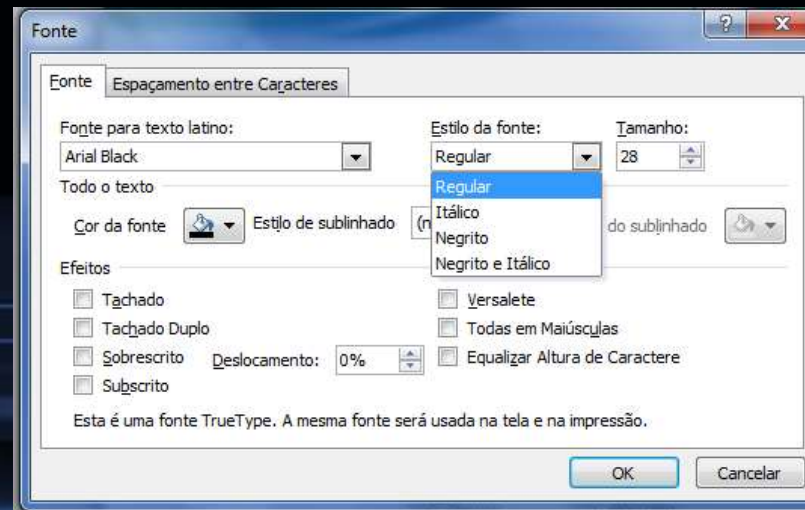 Fonte
Fonte Espaçamento entre Caracteres
Fonte para texto latino: Estilo da fonte: Tamanho:
Arial Black Regular 28
Todo o texto Regular
Cor da fonte Estilo de sublinhado (n Itálico do sublinhado
Negrito
Efeitos Negrito e Itálico
Tachado Versalete
Tachado Duplo Todas em Maiúsculas
Sobrescrito Deslocamento: 0% Equalizar Altura de Caractere
Subscrito
Esta é uma fonte TrueType. A mesma fonte será usada na tela e na impressão.
OK Cancelar